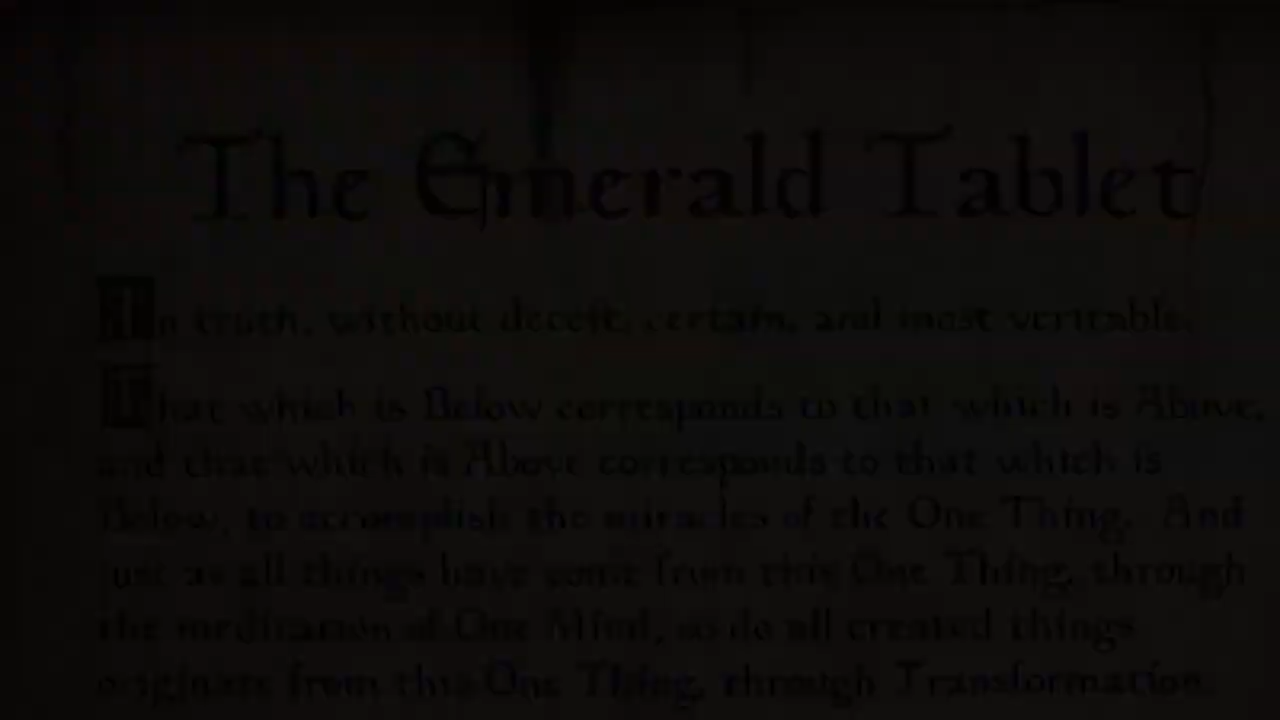 The Emerald Tablet
In truth, without deceit, certain, and most veritable.
That which is Below corresponds to that which is Above,
and that which is Above corresponds to that which is
Below, to accomplish the miracles of the One Thing. And
just as all things have come from this One Thing, through
the meditation of One Mind, so do all created things
originate from this One Thing, through Transformation.